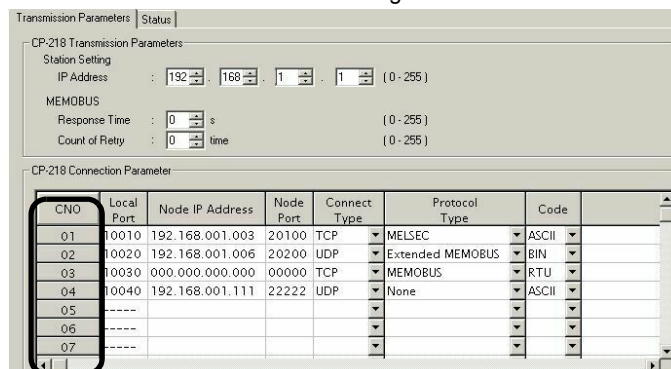 Transmission Parameters Status
CP-218 Transmission Parameters
Station Setting
IP Address : 192 . 168 . 1 . 1 ( 0 - 255 )
MEMOBUS
Response Time : 0 s ( 0 - 255 )
Count of Retry : 0 time ( 0 - 255 )
CP-218 Connection Parameter
CNO Local Port Node IP Address Node Port Connect Type Protocol Type Code
01 10010 192.168.001.003 20100 TCP MELSEC ASCII
02 10020 192.168.001.006 20200 UDP Extended MEMOBUS BIN
03 10030 000.000.000.000 00000 TCP MEMOBUS RTU
04 10040 192.168.001.111 22222 UDP None ASCII
05 -----
06 -----
07 -----